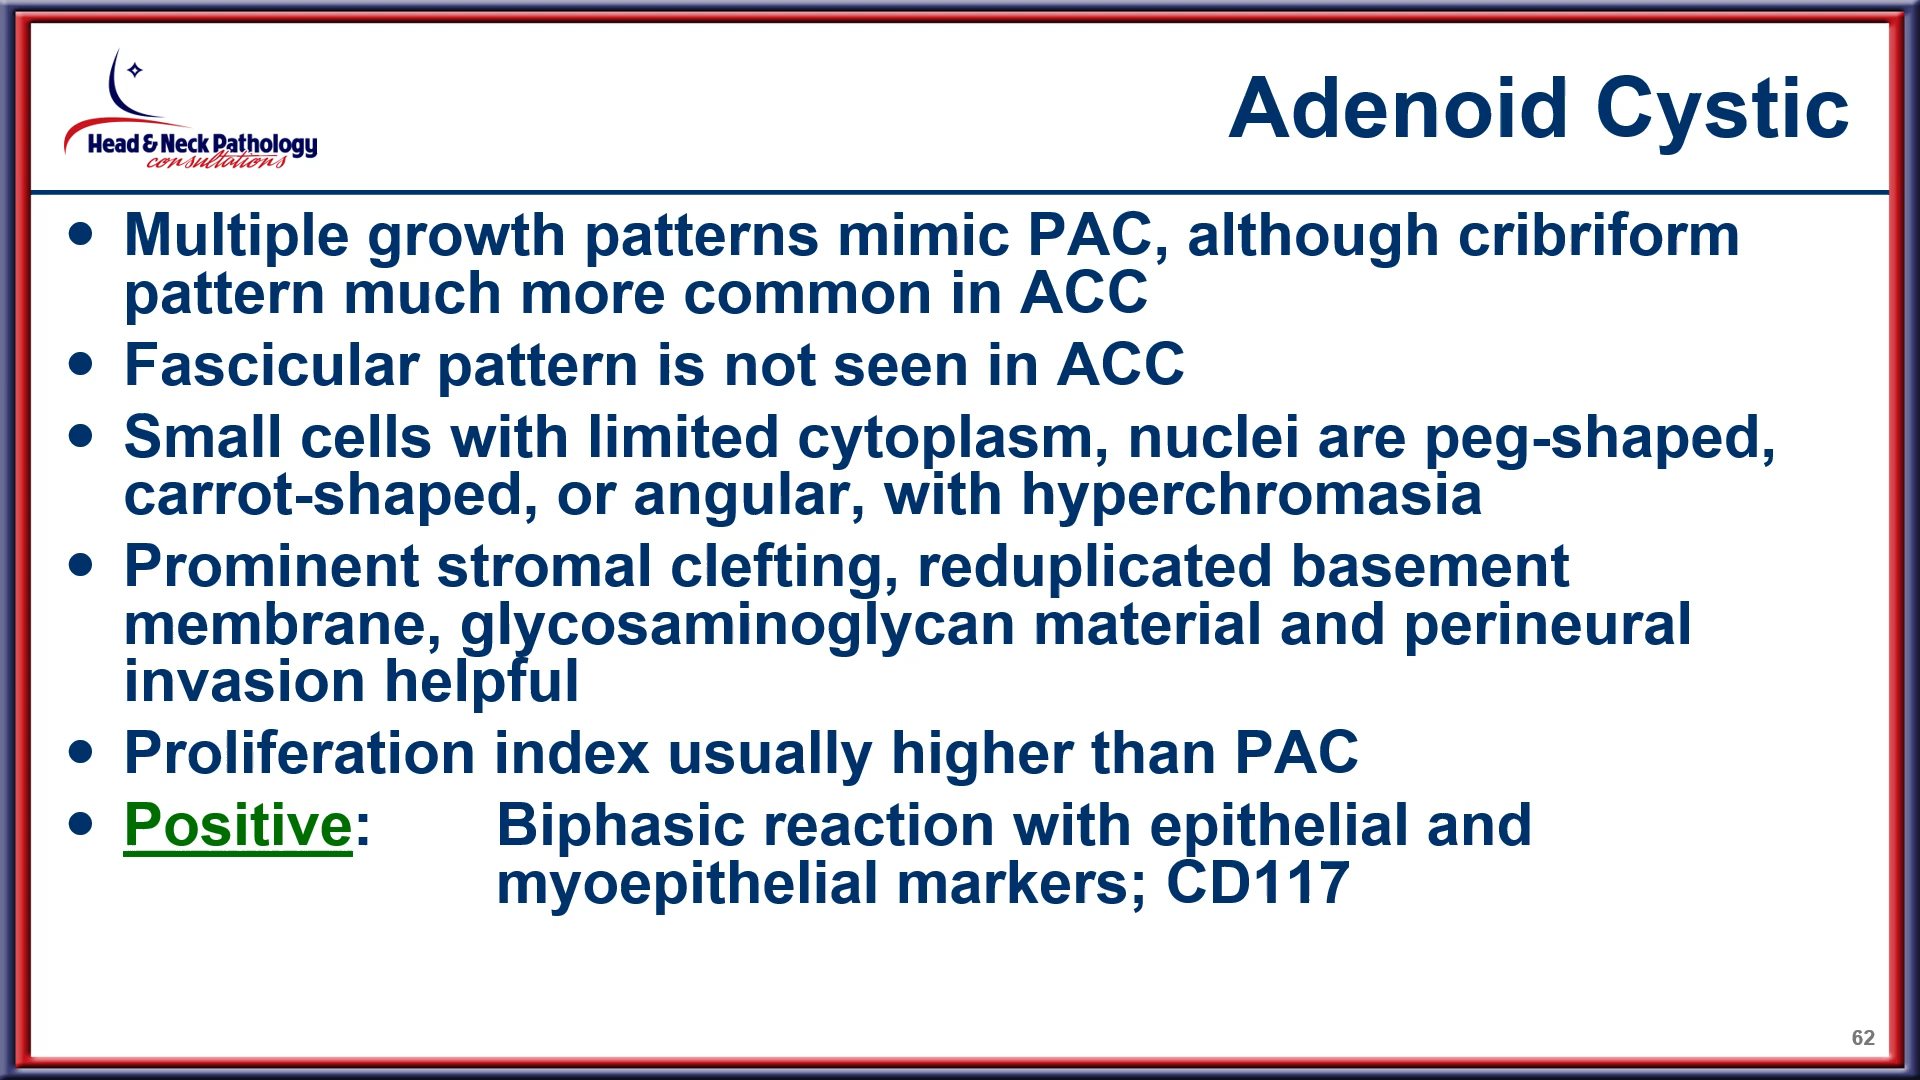 Head & Neck Pathology
consultations
Adenoid Cystic
• Multiple growth patterns mimic PAC, although cribriform
pattern much more common in ACC
• Fascicular pattern is not seen in ACC
• Small cells with limited cytoplasm, nuclei are peg-shaped,
carrot-shaped, or angular, with hyperchromasia
• Prominent stromal clefting, reduplicated basement
membrane, glycosaminoglycan material and perineural
invasion helpful
• Proliferation index usually higher than PAC
• Positive: Biphasic reaction with epithelial and
myoepithelial markers; CD117
62